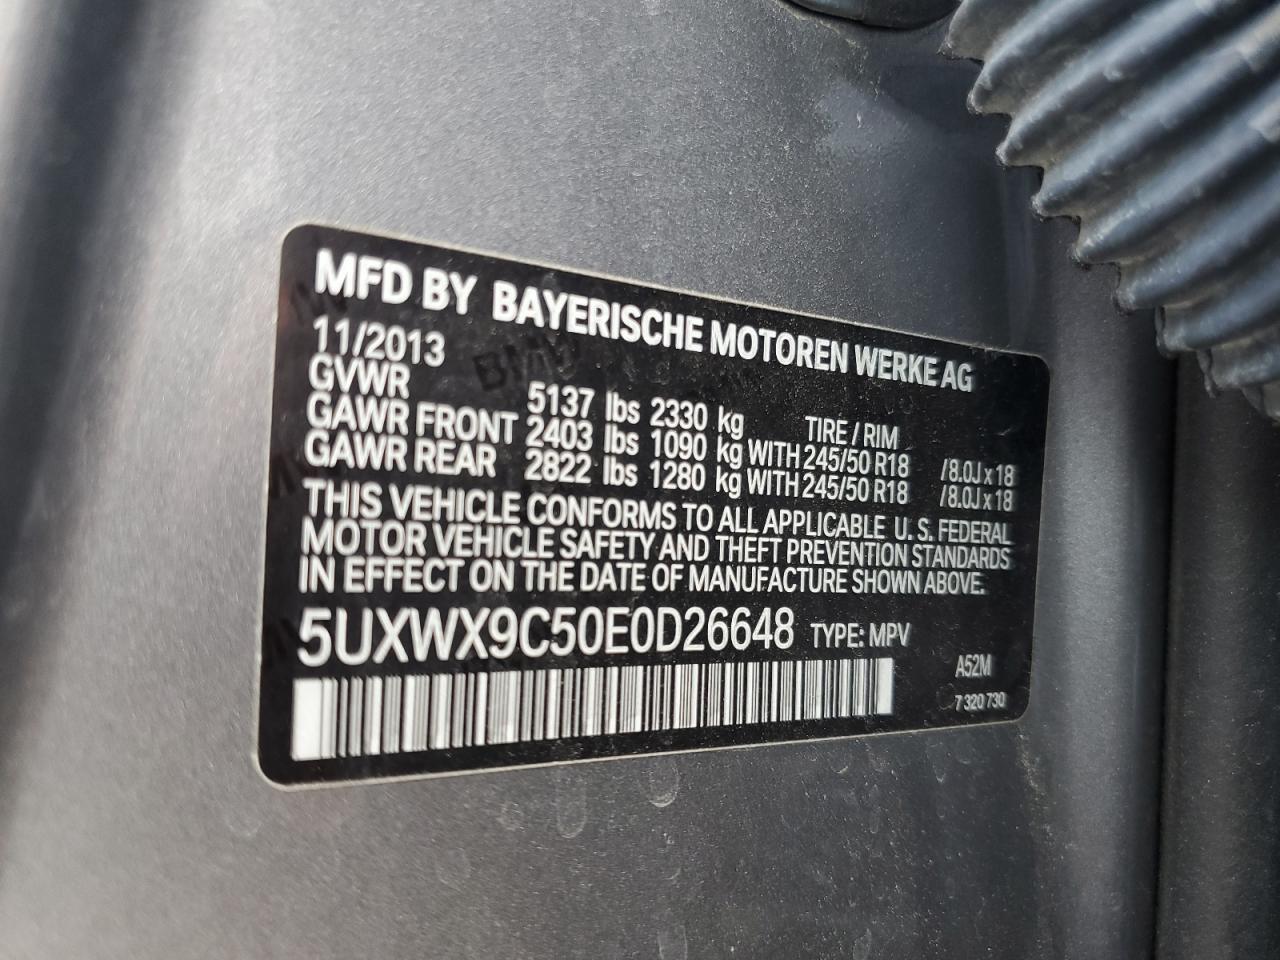 MFD BY BAYERISCHE MOTOREN WERKE AG
11/2013
GVWR 5137 lbs 2330 kg TIRE / RIM
GAWR FRONT 2403 lbs 1090 kg WITH 245/50 R18 /8.0J x 18
GAWR REAR 2822 lbs 1280 kg WITH 245/50 R18 /8.0J x 18
THIS VEHICLE CONFORMS TO ALL APPLICABLE U. S. FEDERAL
MOTOR VEHICLE SAFETY AND THEFT PREVENTION STANDARDS
IN EFFECT ON THE DATE OF MANUFACTURE SHOWN ABOVE.
5UXWX9C50E0D26648 TYPE: MPV
A52M
7 320 730